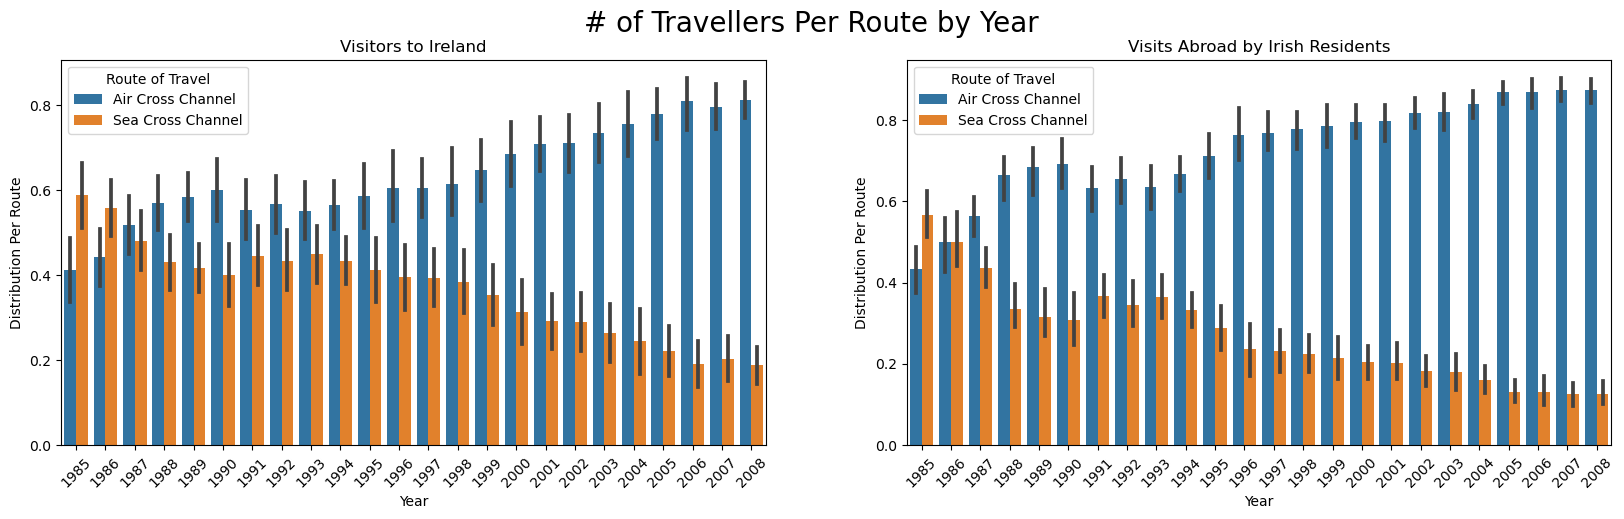 # of Travellers Per Route by Year
Visitors to Ireland
Route of Travel
Air Cross Channel
Sea Cross Channel
Distribution Per Route
0.8
0.6
0.4
0.2
0.0
1985 1986 1987 1988 1989 1990 1991 1992 1993 1994 1995 1996 1997 1998 1999 2000 2001 2002 2003 2004 2005 2006 2007 2008
Year
Visits Abroad by Irish Residents
Route of Travel
Air Cross Channel
Sea Cross Channel
Distribution Per Route
0.8
0.6
0.4
0.2
0.0
1985 1986 1987 1988 1989 1990 1991 1992 1993 1994 1995 1996 1997 1998 1999 2000 2001 2002 2003 2004 2005 2006 2007 2008
Year